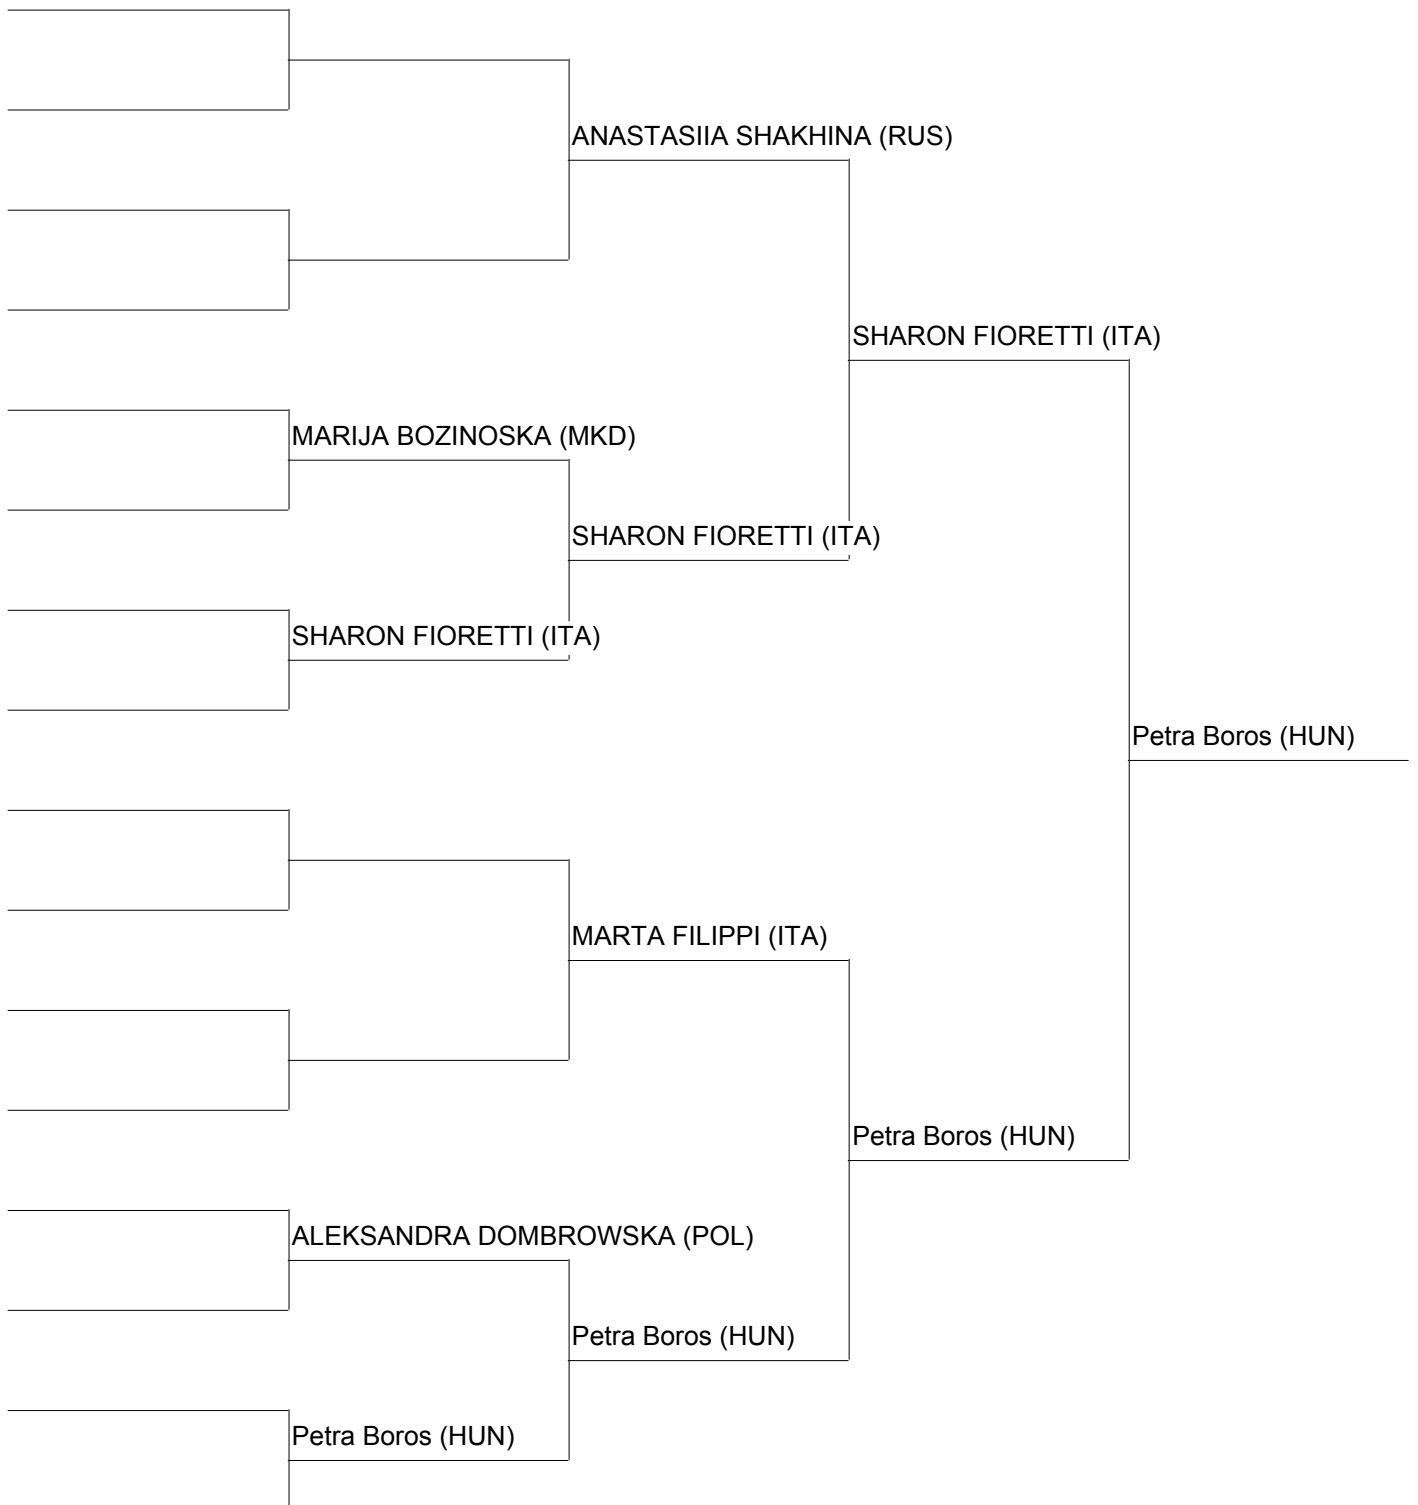 ANASTASIIA SHAKHINA (RUS)
SHARON FIORETTI (ITA)
MARIJA BOZINOSKA (MKD)
SHARON FIORETTI (ITA)
SHARON FIORETTI (ITA)
Petra Boros (HUN)
MARTA FILIPPI (ITA)
Petra Boros (HUN)
ALEKSANDRA DOMBROWSKA (POL)
Petra Boros (HUN)
Petra Boros (HUN)